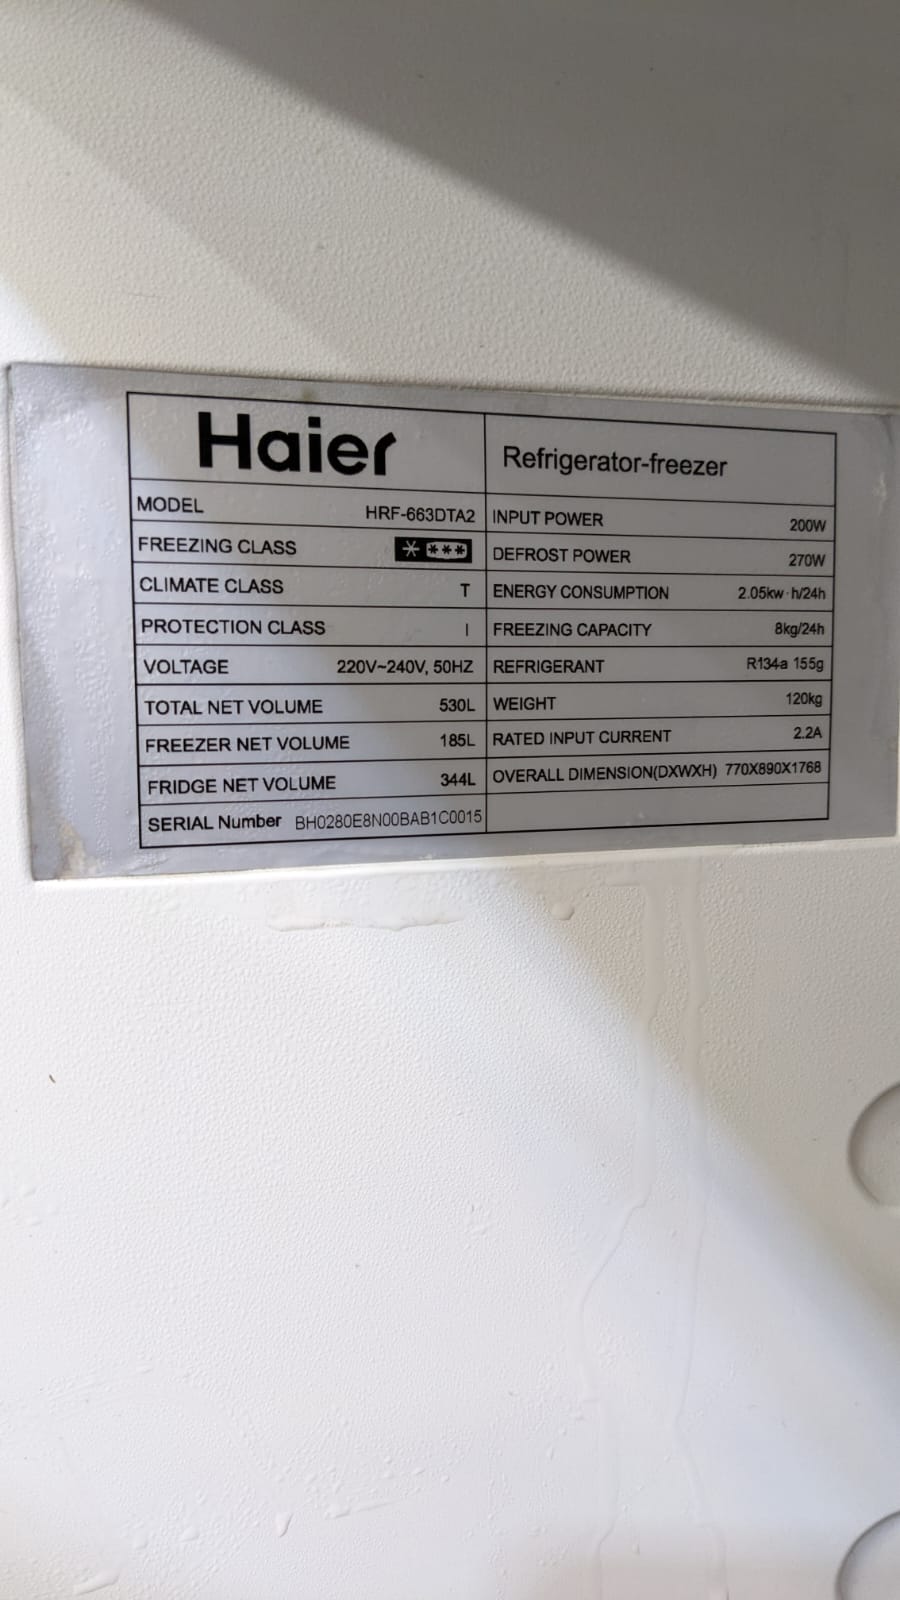 Haier Refrigerator-freezer
MODEL HRF-663DTA2 INPUT POWER 200W
FREEZING CLASS * *** DEFROST POWER 270W
CLIMATE CLASS T ENERGY CONSUMPTION 2.05kw·h/24h
PROTECTION CLASS I FREEZING CAPACITY 8kg/24h
VOLTAGE 220V~240V, 50HZ REFRIGERANT R134a 155g
TOTAL NET VOLUME 530L WEIGHT 120kg
FREEZER NET VOLUME 185L RATED INPUT CURRENT 2.2A
FRIDGE NET VOLUME 344L OVERALL DIMENSION(DXWXH) 770X890X1768
SERIAL Number BH0280E8N00BAB1C0015